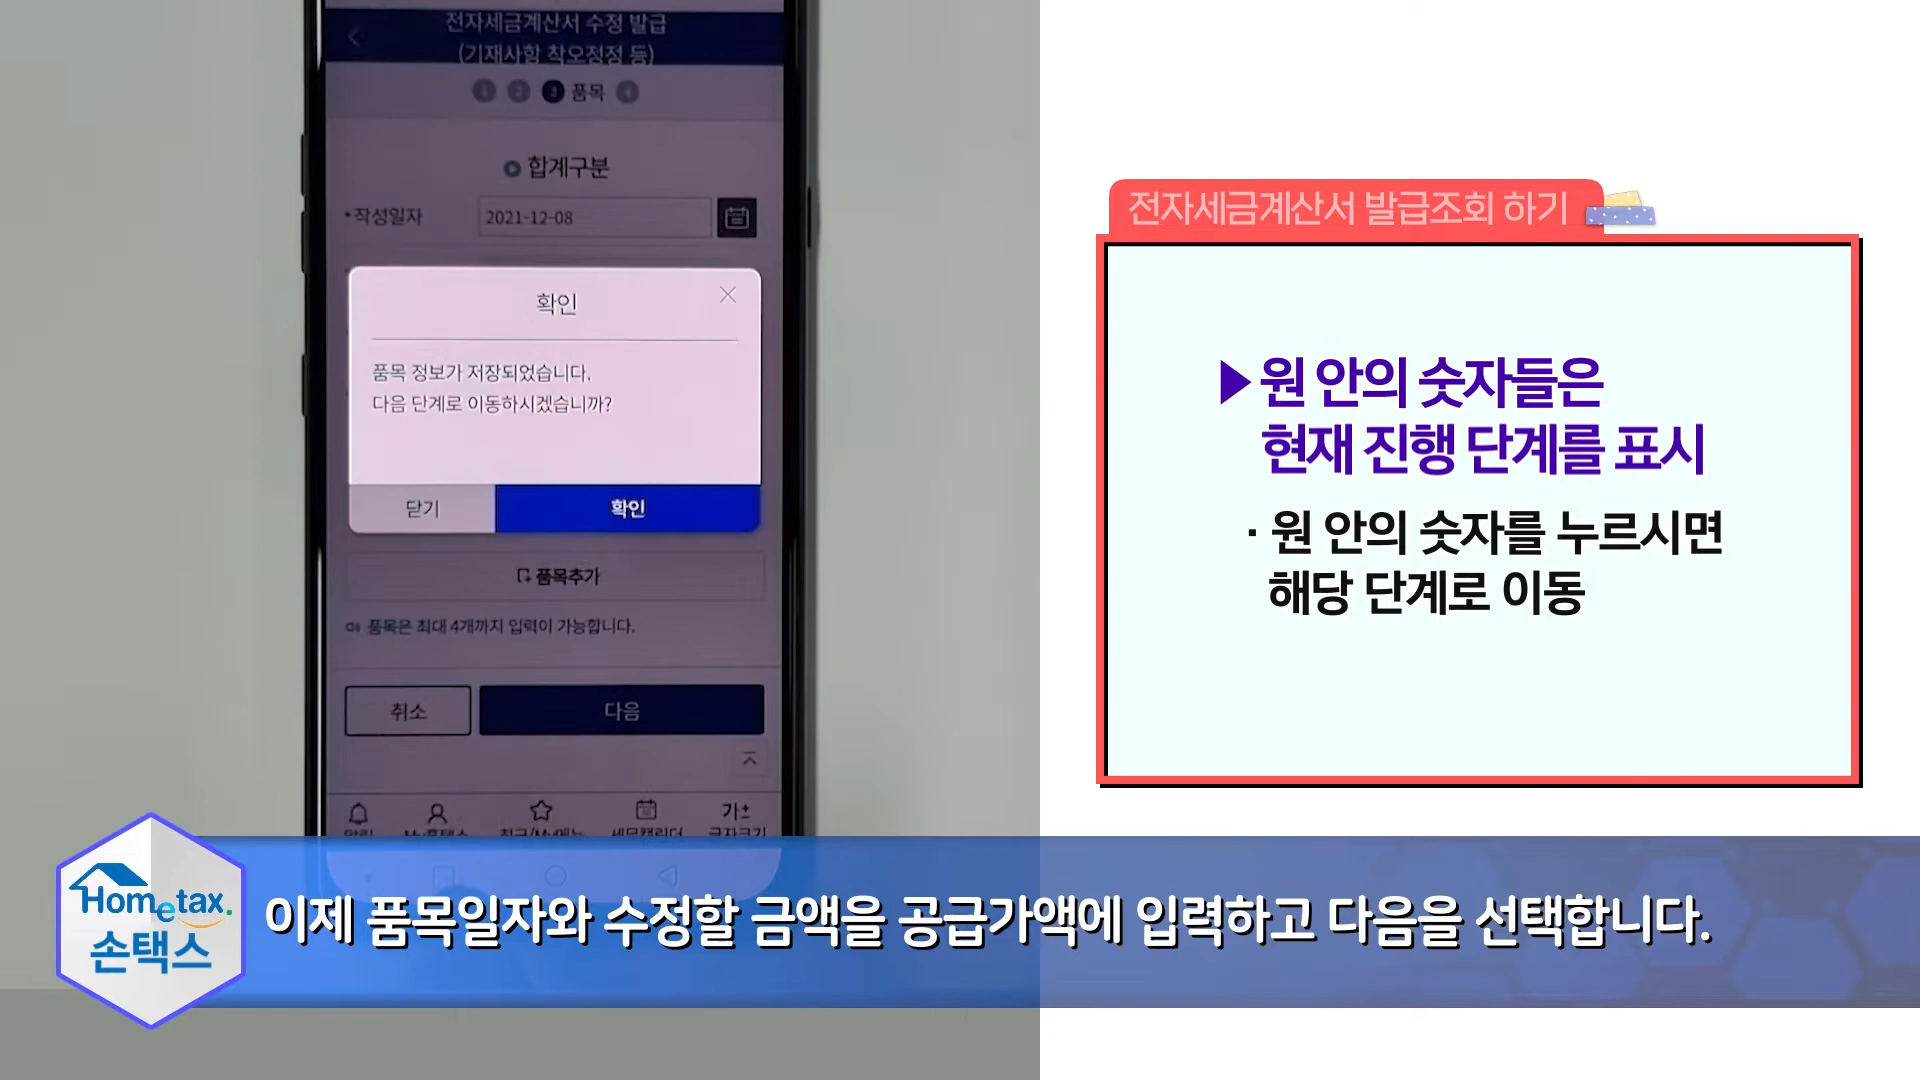 전자세금계산서 수정 발급
(기재사항 착오정정 등)
1 2 3 품목 4
합계구분
작성일자 2021-12-08
확인
품목 정보가 저장되었습니다.
다음 단계로 이동하시겠습니까?
닫기 확인
품목추가
품목은 최대 4개까지 입력이 가능합니다.
취소 다음
가±
전자세금계산서 발급조회 하기
▶원 안의 숫자들은
현재 진행 단계를 표시
· 원 안의 숫자를 누르시면
해당 단계로 이동
Hometax.
손택스
이제 품목일자와 수정할 금액을 공급가액에 입력하고 다음을 선택합니다.